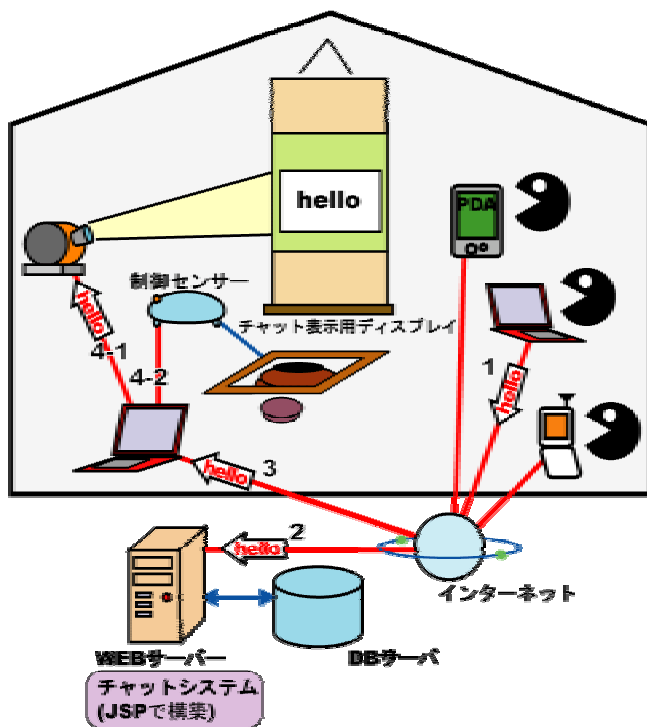 hello
PDA
制御センサー
チャット表示用ディスプレイ
hello
4-1
4-2
1
hello
hello
3
hello
2
インターネット
WEBサーバー
DBサーバ
チャットシステム
(JSPで構築)